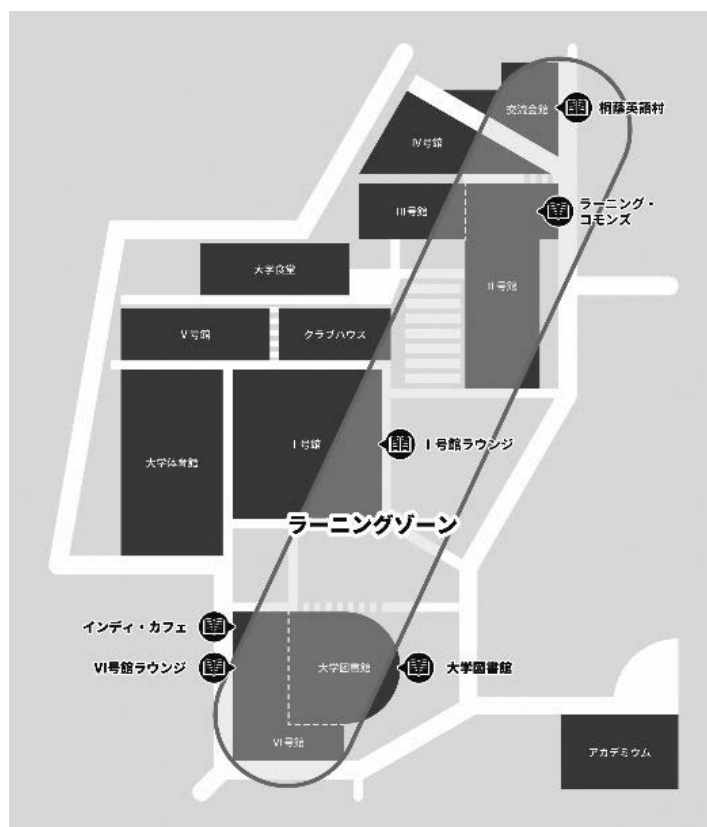 交流会館
桐蔭英語村
Ⅳ号館
Ⅲ号館
ラーニング・
コモンズ
大学食堂
Ⅱ号館
Ⅴ号館
クラブハウス
Ⅰ号館
Ⅰ号館ラウンジ
大学体育館
ラーニングゾーン
インディ・カフェ
Ⅵ号館ラウンジ
大学図書館
大学図書館
Ⅵ号館
アカデミウム